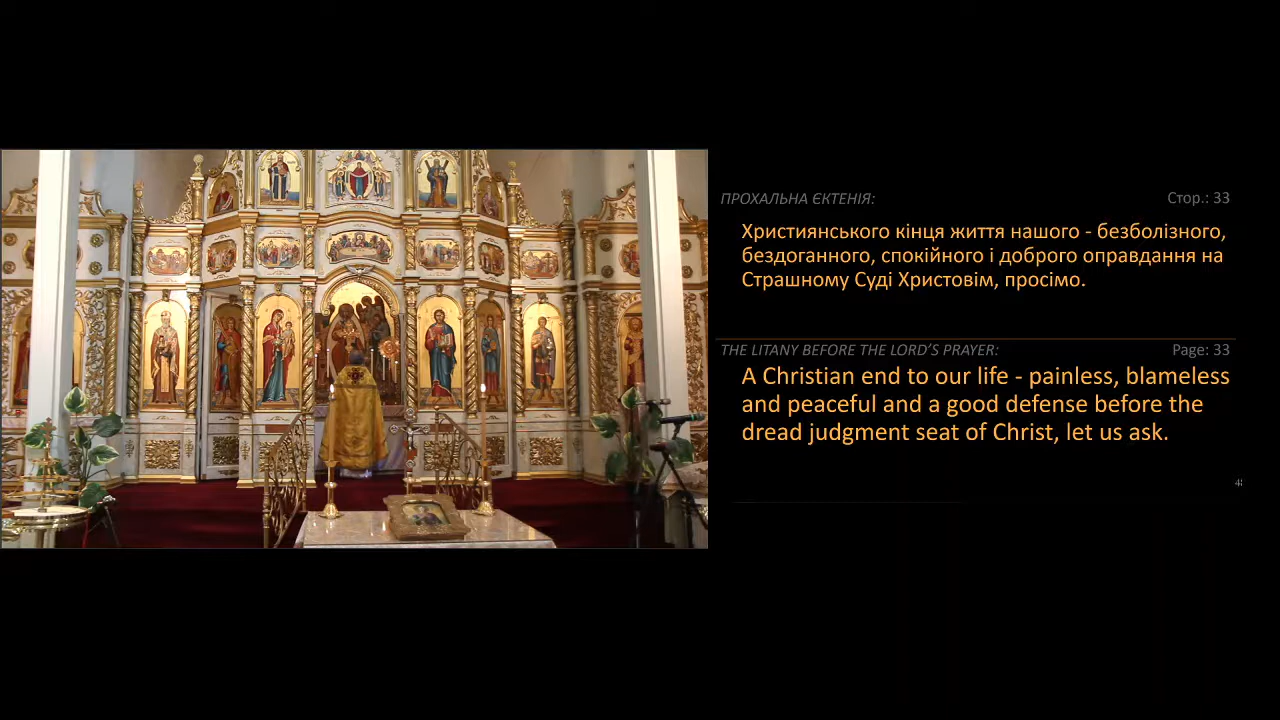 ПРОХАЛЬНА ЄКТЕНІЯ: Стор.: 33
Християнського кінця життя нашого - безболізного,
бездоганного, спокійного і доброго оправдання на
Страшному Суді Христовім, просімо.
THE LITANY BEFORE THE LORD’S PRAYER: Page: 33
A Christian end to our life - painless, blameless
and peaceful and a good defense before the
dread judgment seat of Christ, let us ask.